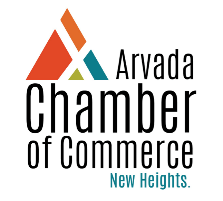 Arvada
Chamber
of Commerce
New Heights.